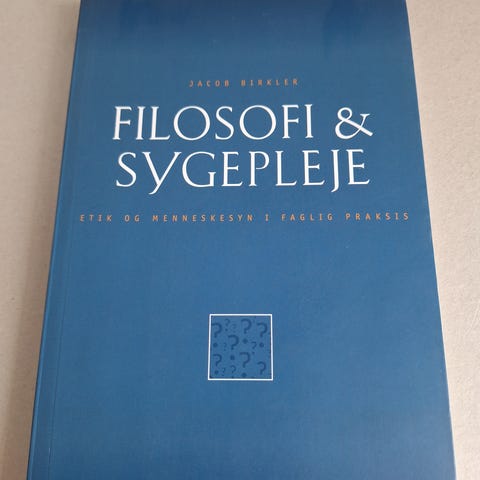 JACOB BIRKLER
FILOSOFI &
SYGEPLEJE
ETIK OG MENNESKESYN I FAGLIG PRAKSIS